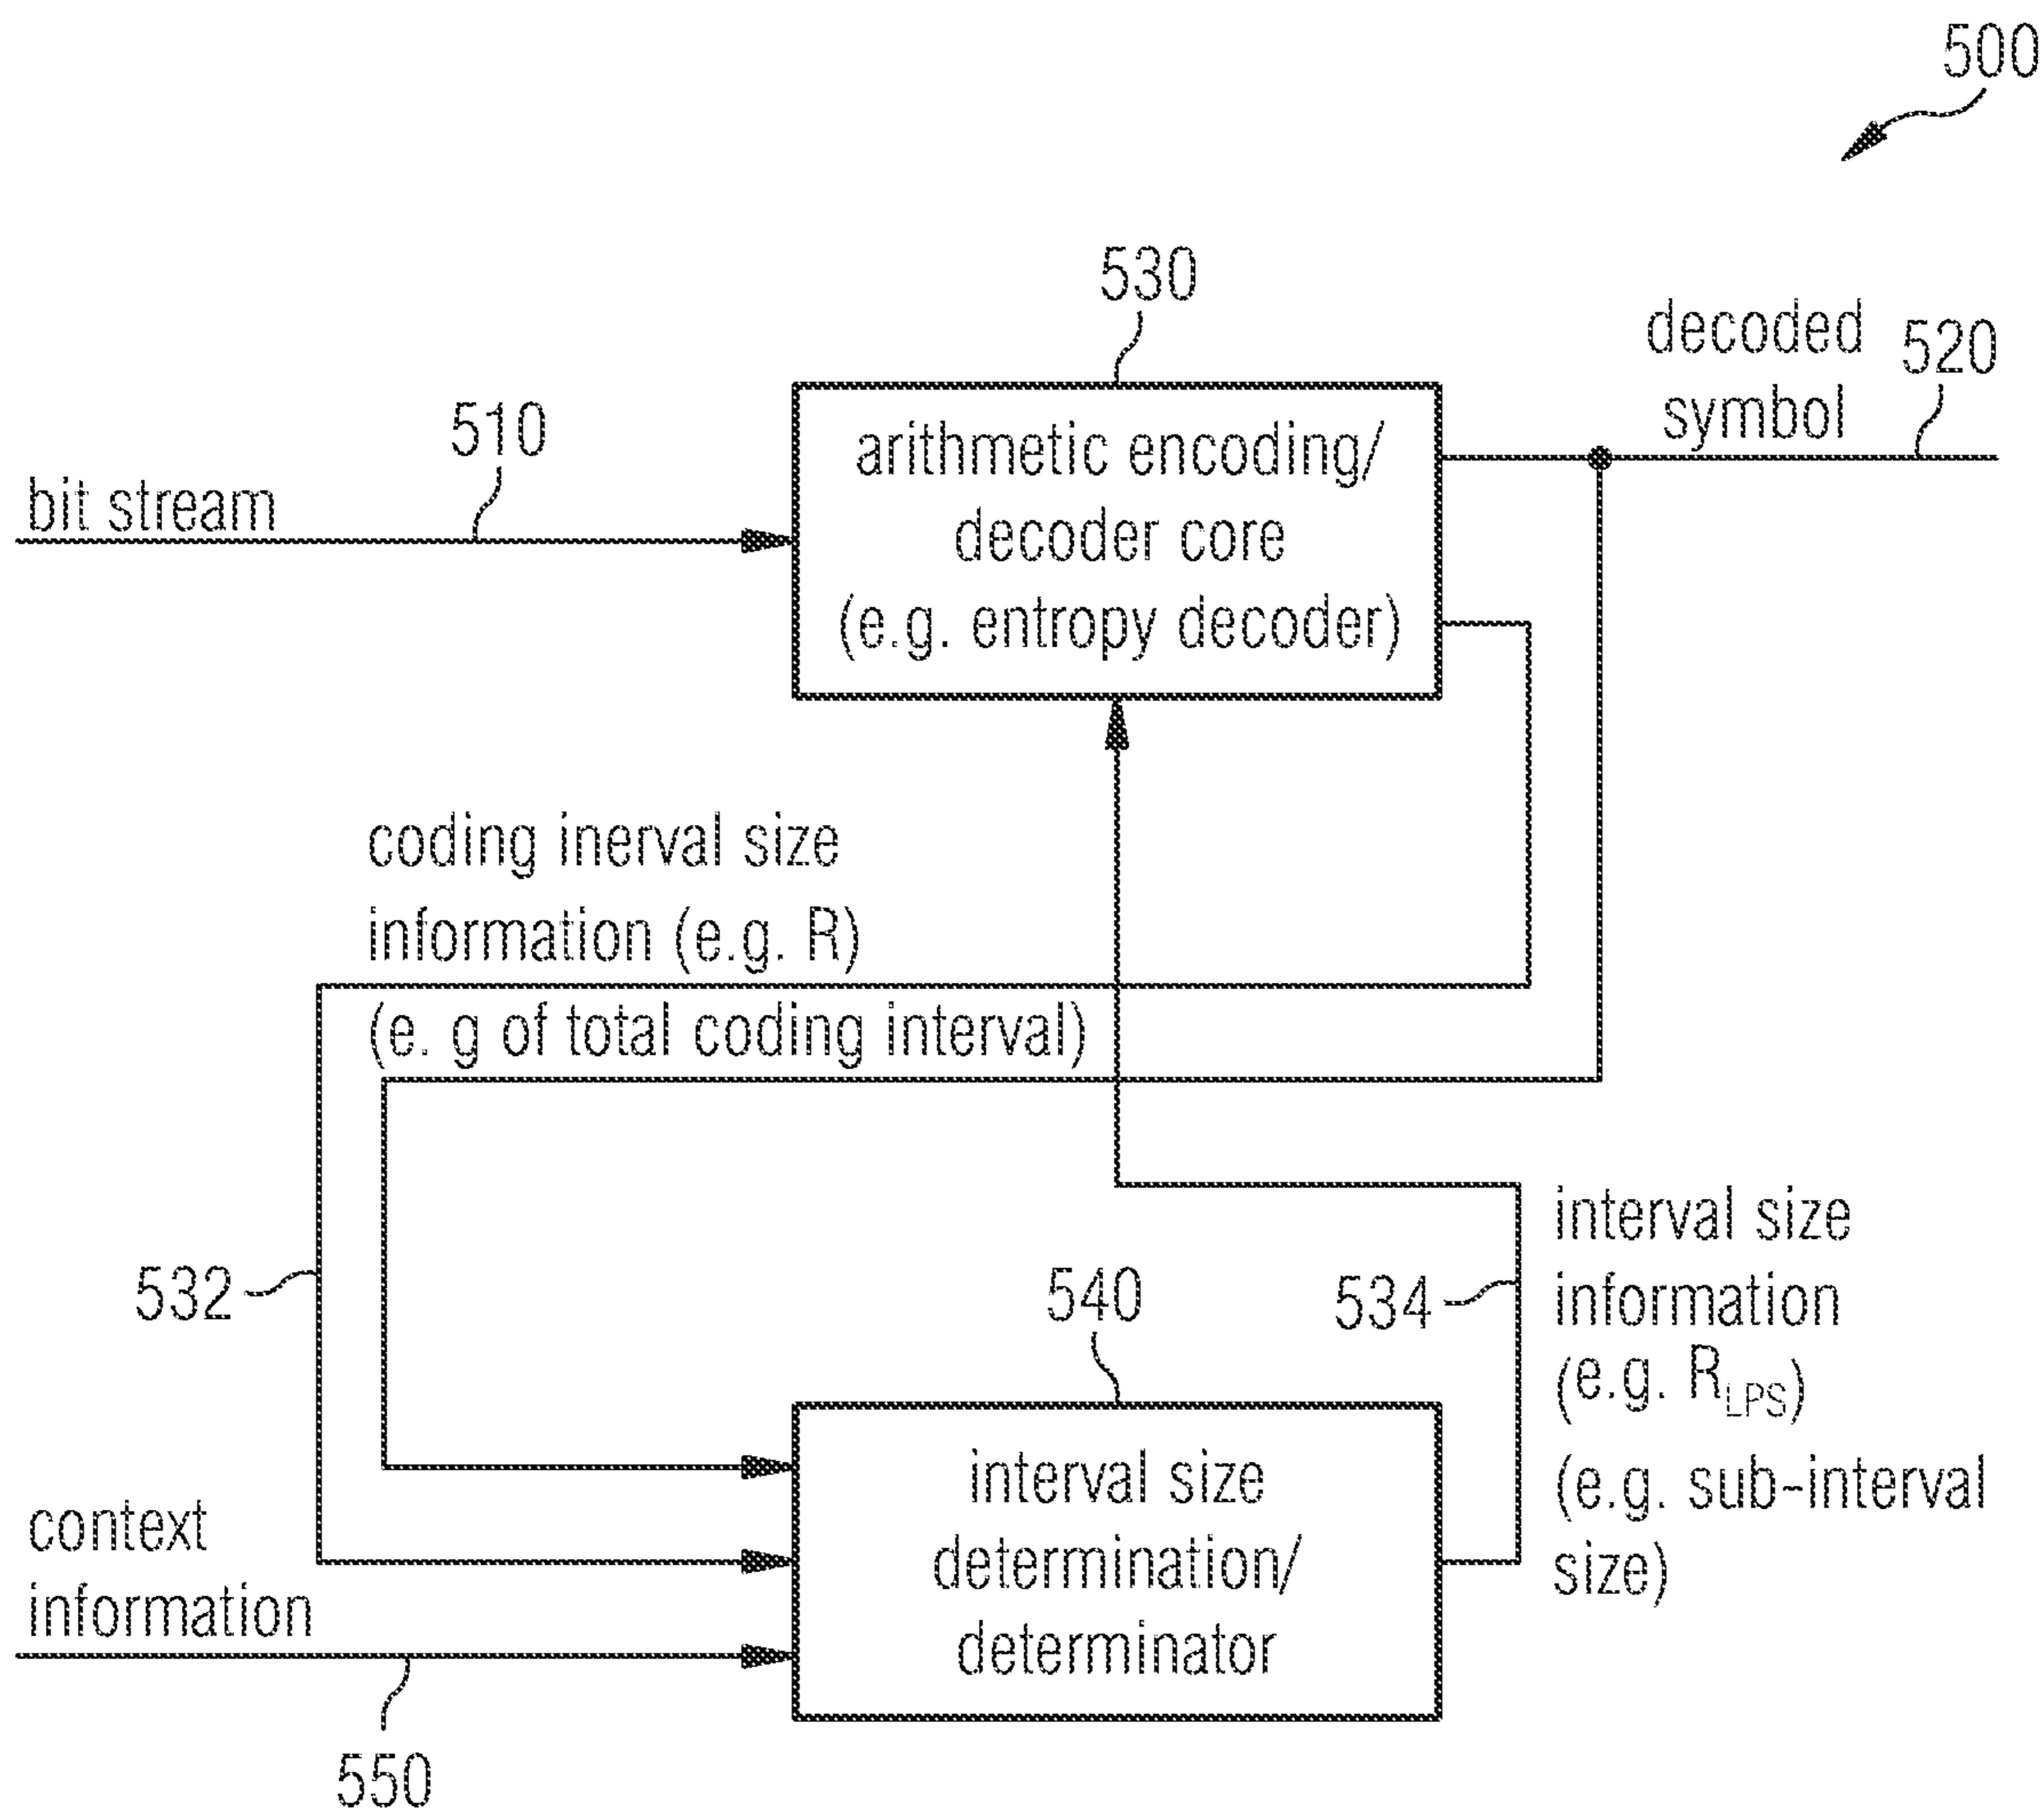 500
530
decoded
symbol
520
510
bit stream
arithmetic encoding/
decoder core
(e.g. entropy decoder)
coding inerval size
information (e.g. R)
(e. g of total coding interval)
532
540
534
interval size
information
(e.g. RLPS)
(e.g. sub-interval
size)
interval size
determination/
determinator
context
information
550